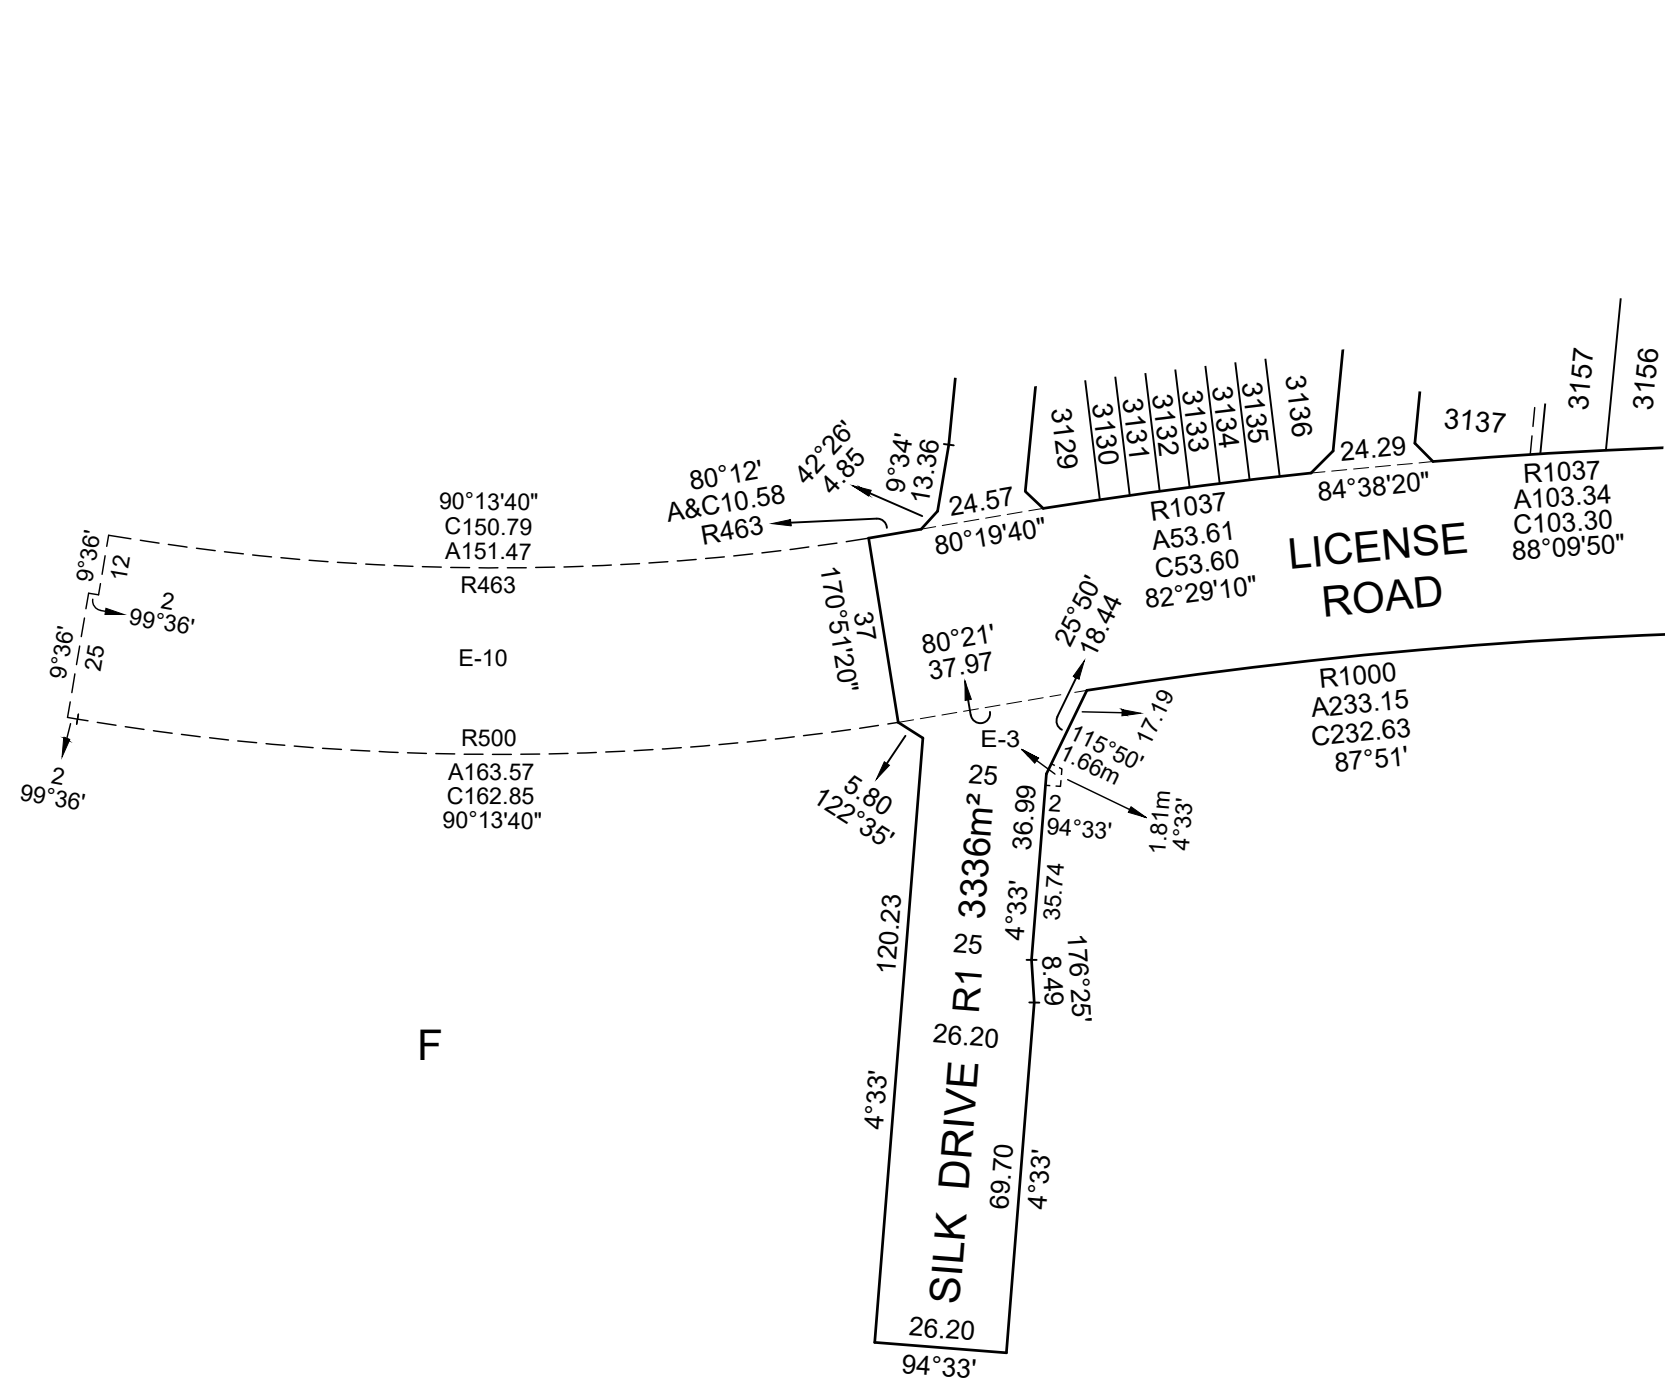 3157
3156
3129
3130
3131
3132
3133
3134
3135
3136
3137
24.29
84°38'20"
R1037
A103.34
C103.30
88°09'50"
42°26'
4.85
9°34'
13.36
80°12'
A&C10.58
R463
24.57
80°19'40"
R1037
A53.61
C53.60
82°29'10"
LICENSE
ROAD
90°13'40"
C150.79
A151.47
R463
9°36'
12
2
99°36'
9°36'
25
E-10
2
99°36'
R500
A163.57
C162.85
90°13'40"
37
170°51'20"
80°21'
37.97
25°50'
18.44
R1000
A233.15
C232.63
87°51'
17.19
115°50'
1.66m
E-3
25
5.80
122°35'
2
94°33'
1.81m
4°33'
36.99
4°33'
35.74
3336m²
25
R1
8.49
176°25'
120.23
4°33'
26.20
SILK DRIVE
69.70
4°33'
26.20
94°33'
F